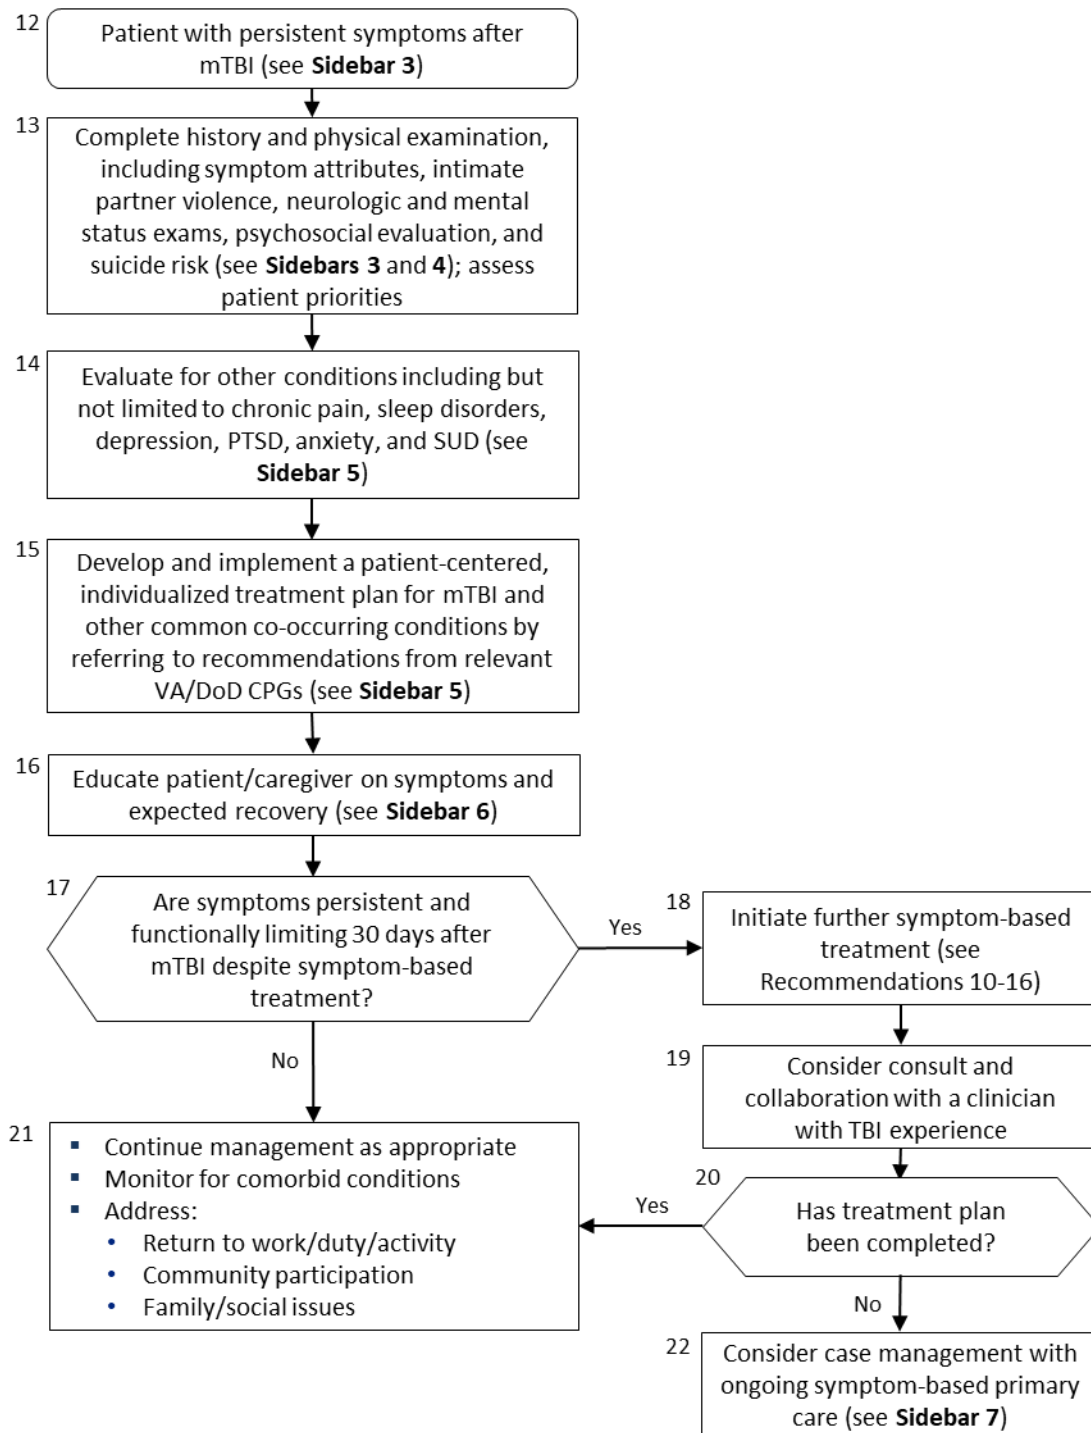 12
Patient with persistent symptoms after
mTBI (see Sidebar 3)
13
Complete history and physical examination,
including symptom attributes, intimate
partner violence, neurologic and mental
status exams, psychosocial evaluation, and
suicide risk (see Sidebars 3 and 4); assess
patient priorities
14
Evaluate for other conditions including but
not limited to chronic pain, sleep disorders,
depression, PTSD, anxiety, and SUD (see
Sidebar 5)
15
Develop and implement a patient-centered,
individualized treatment plan for mTBI and
other common co-occurring conditions by
referring to recommendations from relevant
VA/DoD CPGs (see Sidebar 5)
16
Educate patient/caregiver on symptoms and
expected recovery (see Sidebar 6)
17
Are symptoms persistent and
functionally limiting 30 days after
mTBI despite symptom-based
treatment?
Yes
18
Initiate further symptom-based
treatment (see
Recommendations 10-16)
19
Consider consult and
collaboration with a clinician
with TBI experience
20
Has treatment plan
been completed?
Yes
No
No
21
▪ Continue management as appropriate
▪ Monitor for comorbid conditions
▪ Address:
• Return to work/duty/activity
• Community participation
• Family/social issues
22
Consider case management with
ongoing symptom-based primary
care (see Sidebar 7)